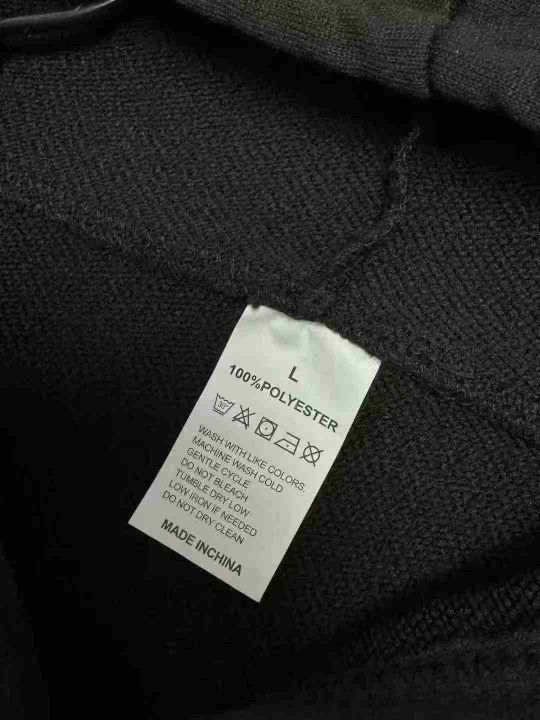 L
100%POLYESTER
30°
WASH WITH LIKE COLORS.
MACHINE WASH COLD
GENTLE CYCLE
DO NOT BLEACH
TUMBLE DRY LOW
LOW IRON IF NEEDED
DO NOT DRY CLEAN
MADE INCHINA